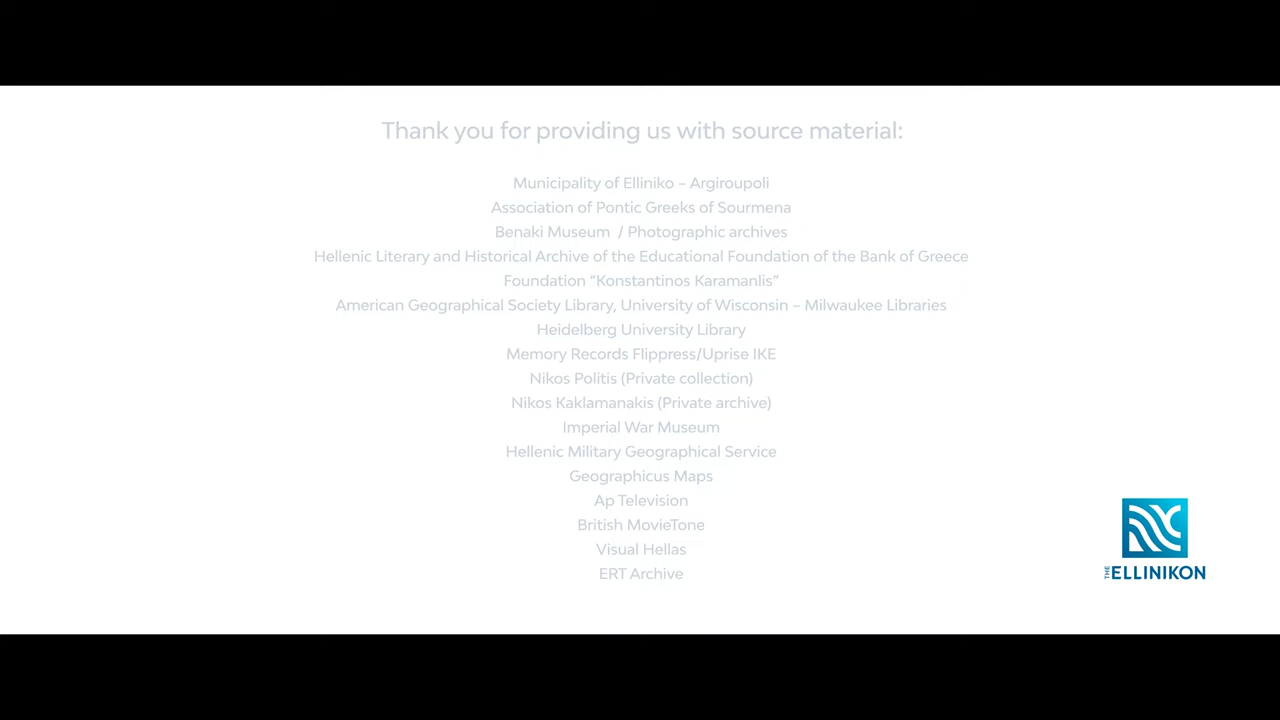 Thank you for providing us with source material:
Municipality of Elliniko – Argiroupoli
Association of Pontic Greeks of Sourmena
Benaki Museum / Photographic archives
Hellenic Literary and Historical Archive of the Educational Foundation of the Bank of Greece
Foundation “Konstantinos Karamanlis”
American Geographical Society Library, University of Wisconsin – Milwaukee Libraries
Heidelberg University Library
Memory Records Flippress/Uprise IKE
Nikos Politis (Private collection)
Nikos Kaklamanakis (Private archive)
Imperial War Museum
Hellenic Military Geographical Service
Geographicus Maps
Ap Television
British MovieTone
Visual Hellas
ERT Archive
THE ELLINIKON